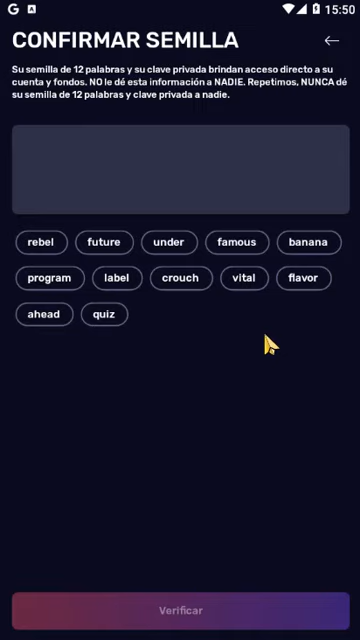 15:50
CONFIRMAR SEMILLA
Su semilla de 12 palabras y su clave privada brindan acceso directo a su
cuenta y fondos. NO le dé esta información a NADIE. Repetimos, NUNCA dé
su semilla de 12 palabras y clave privada a nadie.
rebel future under famous banana
program label crouch vital flavor
ahead quiz
Verificar